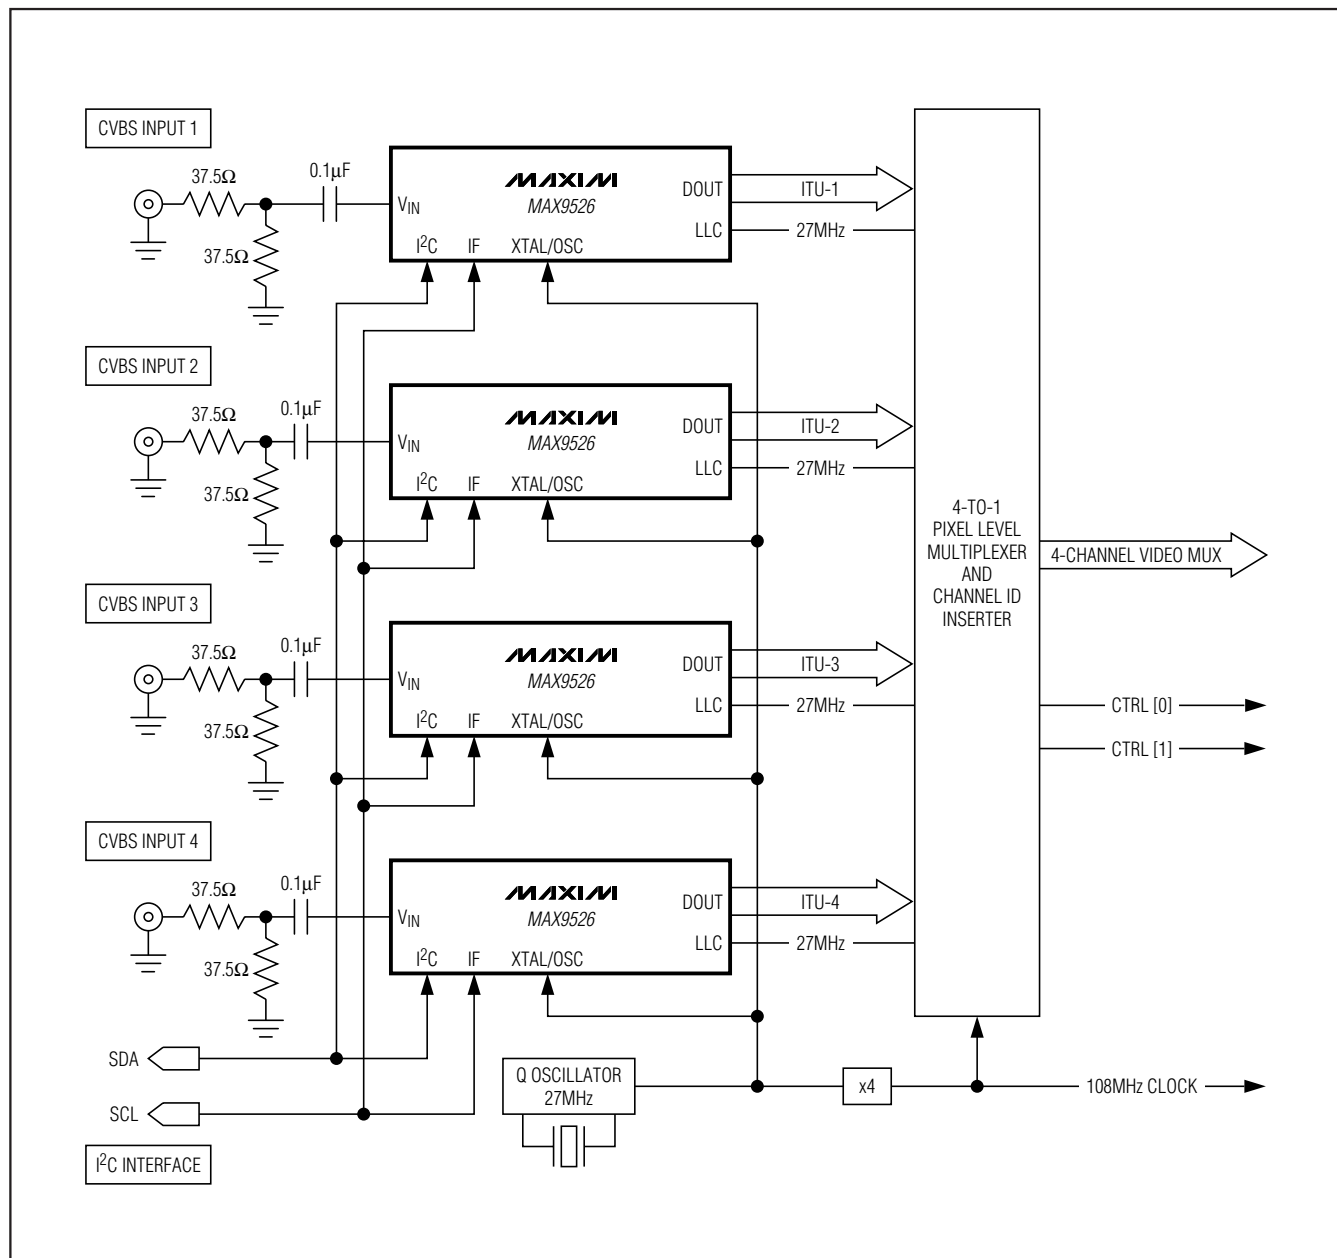 CVBS INPUT 1
37.5Ω
0.1µF
37.5Ω
VIN
MAXIM
MAX9526
I²C IF XTAL/OSC
DOUT
LLC
ITU-1
27MHz
CVBS INPUT 2
37.5Ω
0.1µF
37.5Ω
VIN
MAXIM
MAX9526
I²C IF XTAL/OSC
DOUT
LLC
ITU-2
27MHz
CVBS INPUT 3
37.5Ω
0.1µF
37.5Ω
VIN
MAXIM
MAX9526
I²C IF XTAL/OSC
DOUT
LLC
ITU-3
27MHz
CVBS INPUT 4
37.5Ω
0.1µF
37.5Ω
VIN
MAXIM
MAX9526
I²C IF XTAL/OSC
DOUT
LLC
ITU-4
27MHz
4-TO-1
PIXEL LEVEL
MULTIPLEXER
AND
CHANNEL ID
INSERTER
4-CHANNEL VIDEO MUX
CTRL [0]
CTRL [1]
SDA
SCL
I²C INTERFACE
Q OSCILLATOR
27MHz
x4
108MHz CLOCK